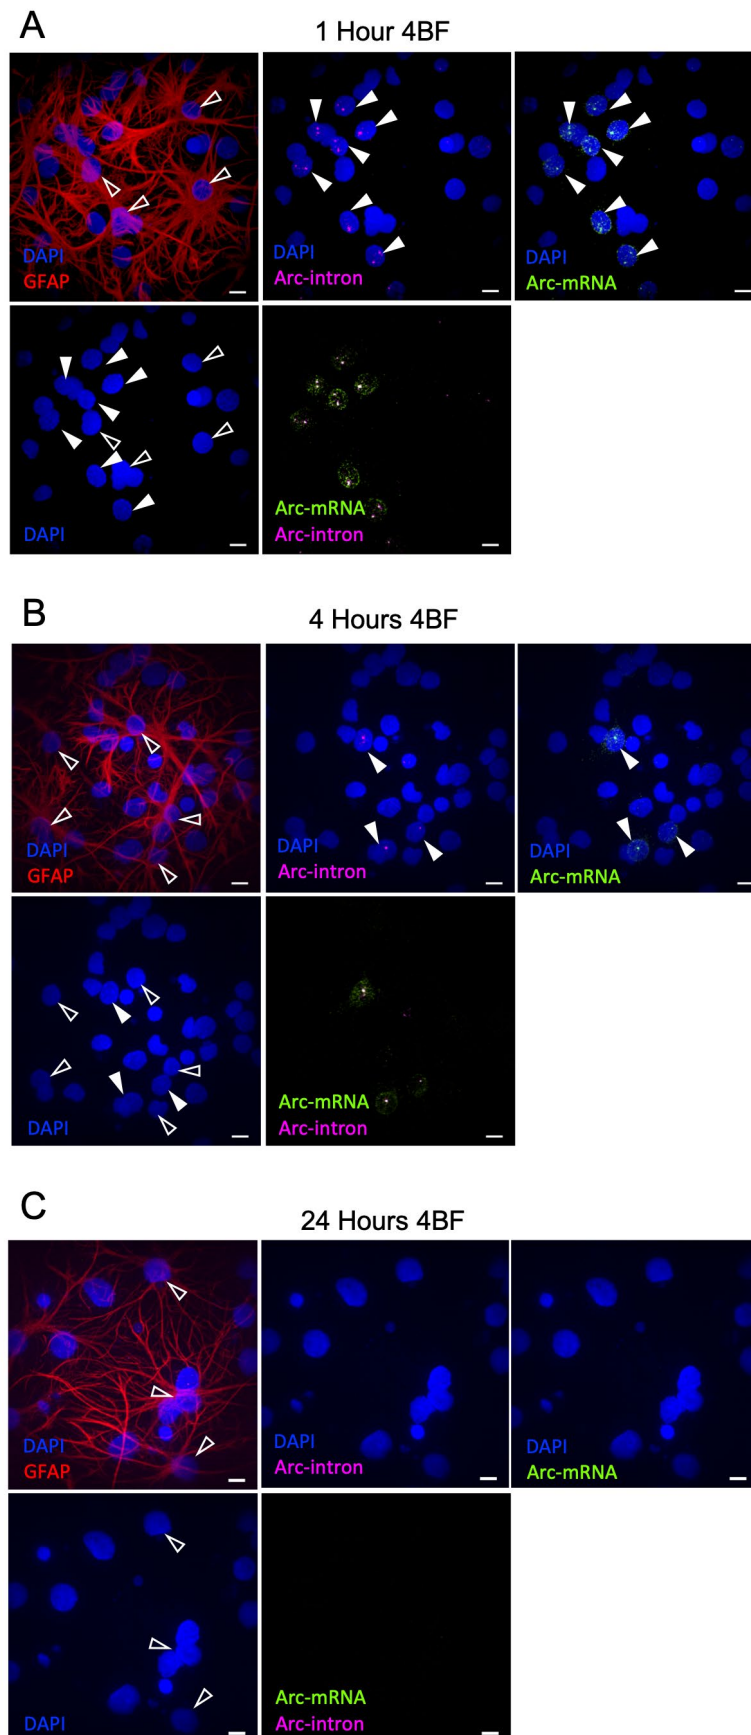 A
1 Hour 4BF
DAPI
GFAP
DAPI
Arc-intron
DAPI
Arc-mRNA
DAPI
Arc-mRNA
Arc-intron
B
4 Hours 4BF
DAPI
GFAP
DAPI
Arc-intron
DAPI
Arc-mRNA
DAPI
Arc-mRNA
Arc-intron
C
24 Hours 4BF
DAPI
GFAP
DAPI
Arc-intron
DAPI
Arc-mRNA
DAPI
Arc-mRNA
Arc-intron